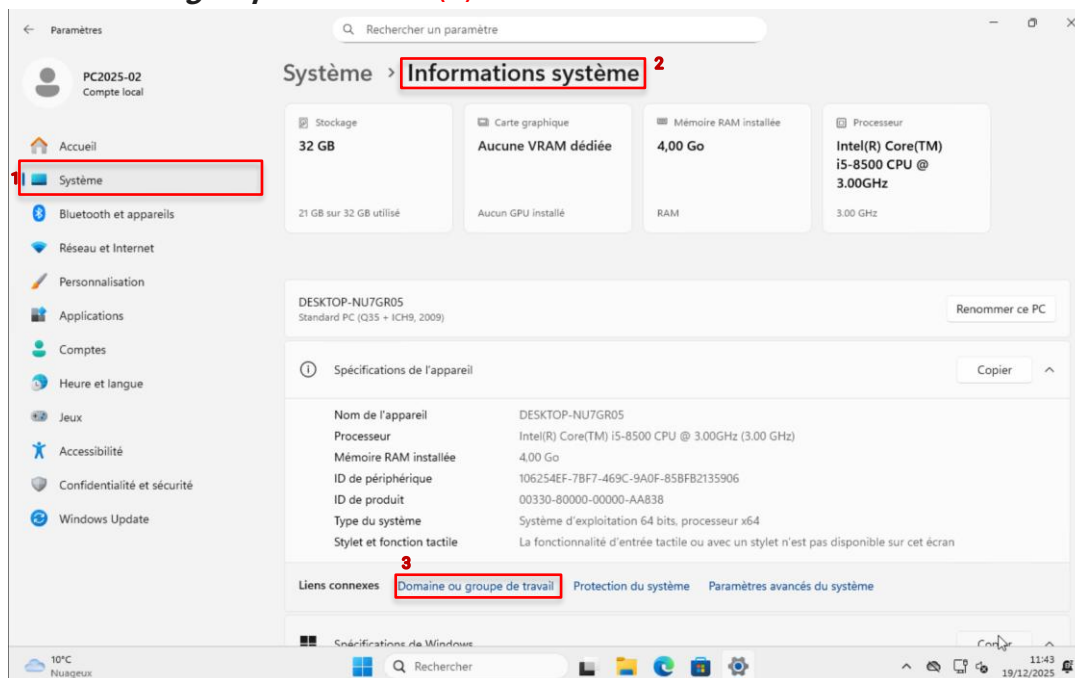 Paramètres
Rechercher un paramètre
PC2025-02
Compte local
Système > Informations système
2
Stockage
32 GB
21 GB sur 32 GB utilisé
Carte graphique
Aucune VRAM dédiée
Aucun GPU installé
Mémoire RAM installée
4,00 Go
RAM
Processeur
Intel(R) Core(TM)
i5-8500 CPU @
3.00GHz
3.00 GHz
Accueil
1
Système
Bluetooth et appareils
Réseau et Internet
Personnalisation
Applications
Comptes
Heure et langue
Jeux
Accessibilité
Confidentialité et sécurité
Windows Update
DESKTOP-NU7GR05
Standard PC (Q35 + ICH9, 2009)
Renommer ce PC
Spécifications de l'appareil
Copier
Nom de l'appareil DESKTOP-NU7GR05
Processeur Intel(R) Core(TM) i5-8500 CPU @ 3.00GHz (3.00 GHz)
Mémoire RAM installée 4,00 Go
ID de périphérique 106254EF-7BF7-469C-9A0F-85BFB2135906
ID de produit 00330-80000-00000-AA838
Type du système Système d'exploitation 64 bits, processeur x64
Stylet et fonction tactile La fonctionnalité d'entrée tactile ou avec un stylet n'est pas disponible sur cet écran
3
Liens connexes Domaine ou groupe de travail Protection du système Paramètres avancés du système
Spécifications de Windows
Copier
10°C
Nuageux
Rechercher
11:43
19/12/2025